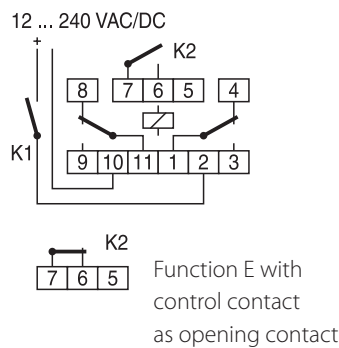 12 ... 240 VAC/DC
+
K2
8 7 6 5 4
K1
9 10 11 1 2 3
K2
7 6 5
Function E with
control contact
as opening contact